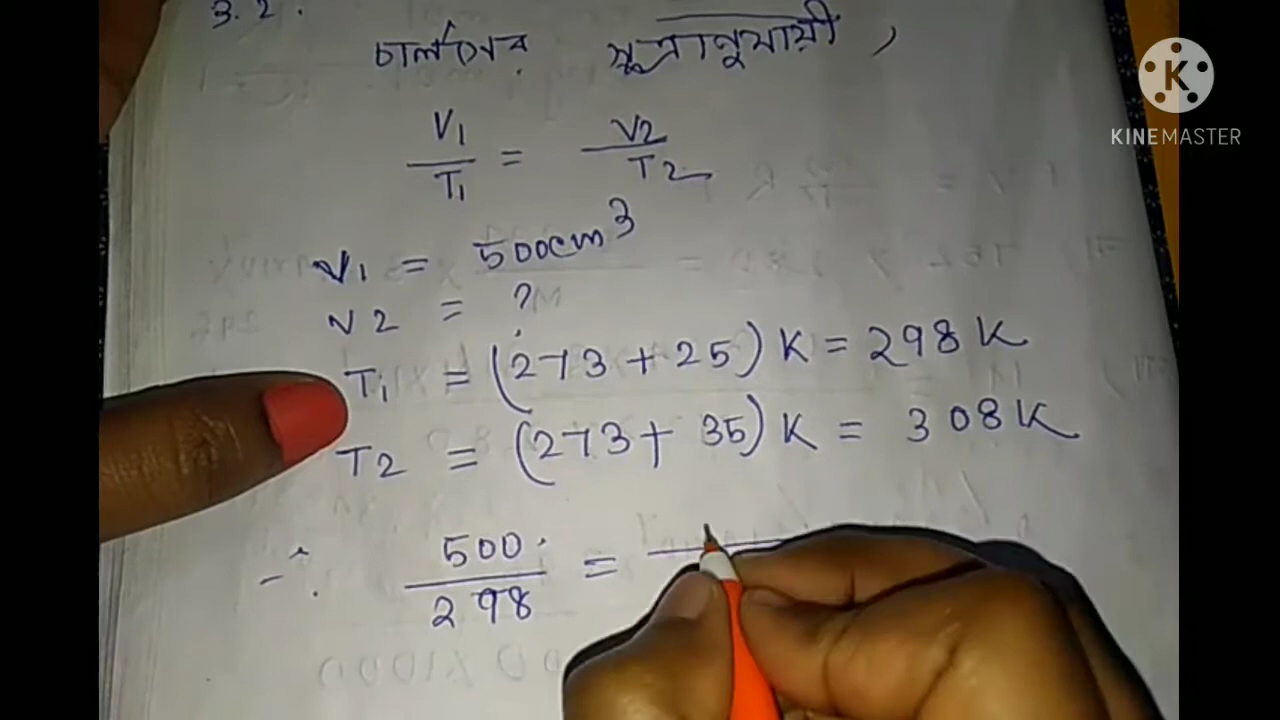 3.2.
চার্লসের সূত্রানুযায়ী,
V1/T1 = V2/T2
V1 = 500cm³
V2 = ?
T1 = (273+25) K = 298 K
T2 = (273+ 35) K = 308 K
∴ 500/298 =
K
KINEMASTER